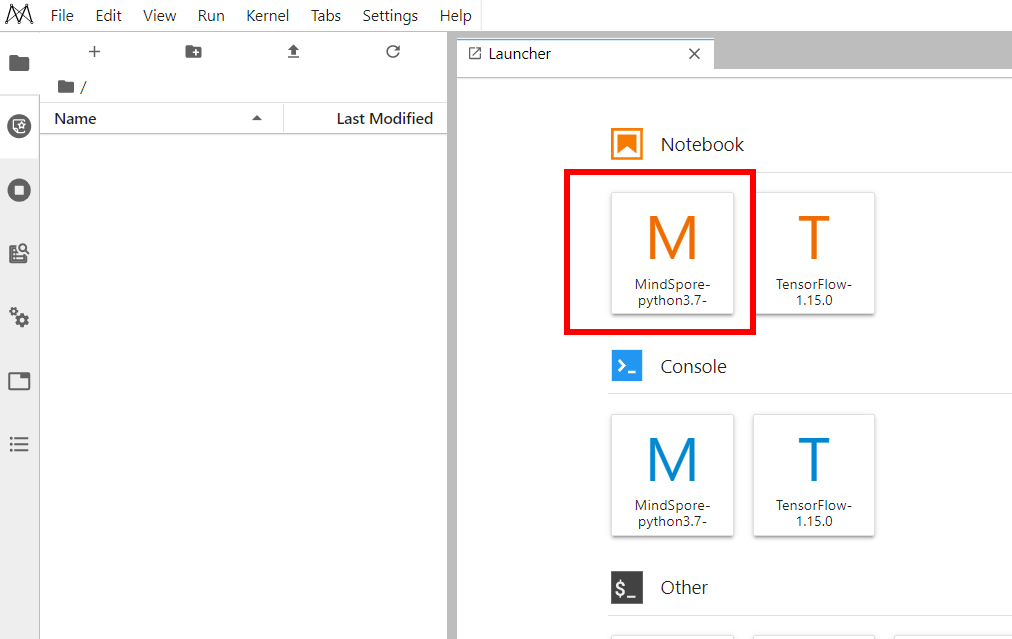 File Edit View Run Kernel Tabs Settings Help
Launcher
/
Name Last Modified
Notebook
M T
MindSpore- TensorFlow-
python3.7- 1.15.0
Console
M T
MindSpore- TensorFlow-
python3.7- 1.15.0
$_ Other